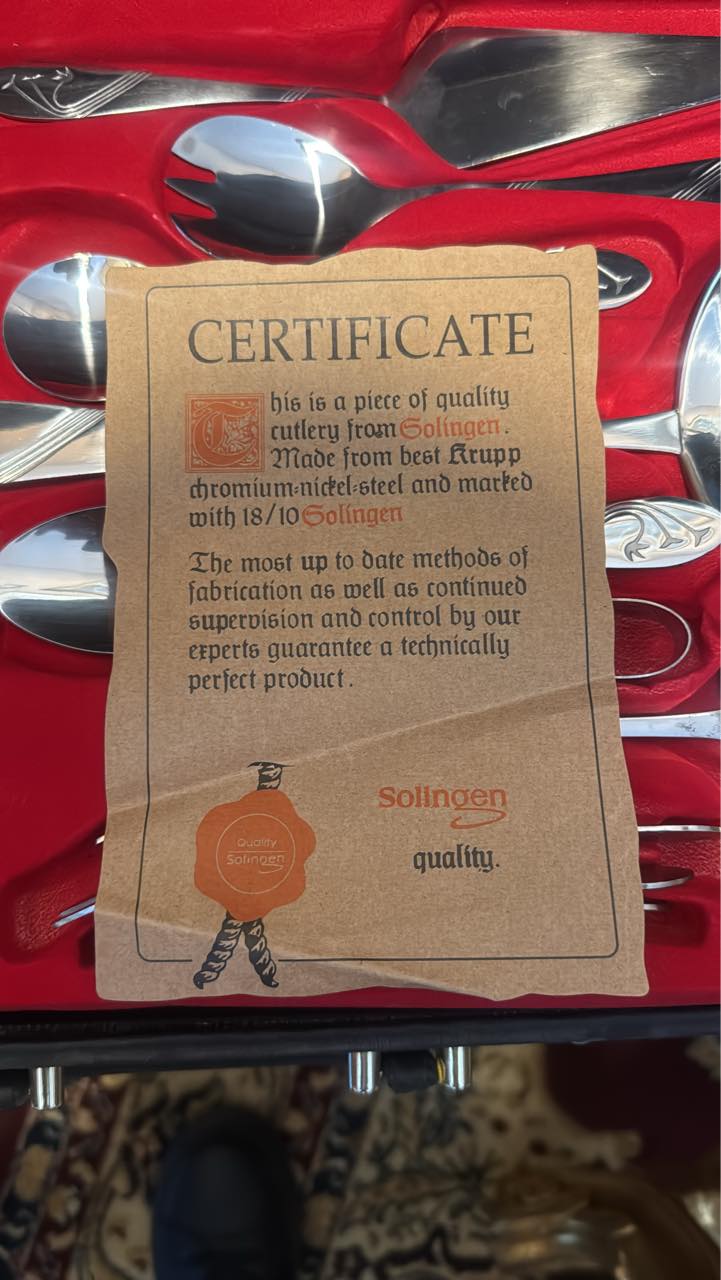 CERTIFICATE
This is a piece of quality
cutlery from Solingen.
Made from best Krupp
chromium-nickel-steel and marked
with 18/10 Solingen
The most up to date methods of
fabrication as well as continued
supervision and control by our
experts guarantee a technically
perfect product.
Quality
Solingen
Solingen
quality.